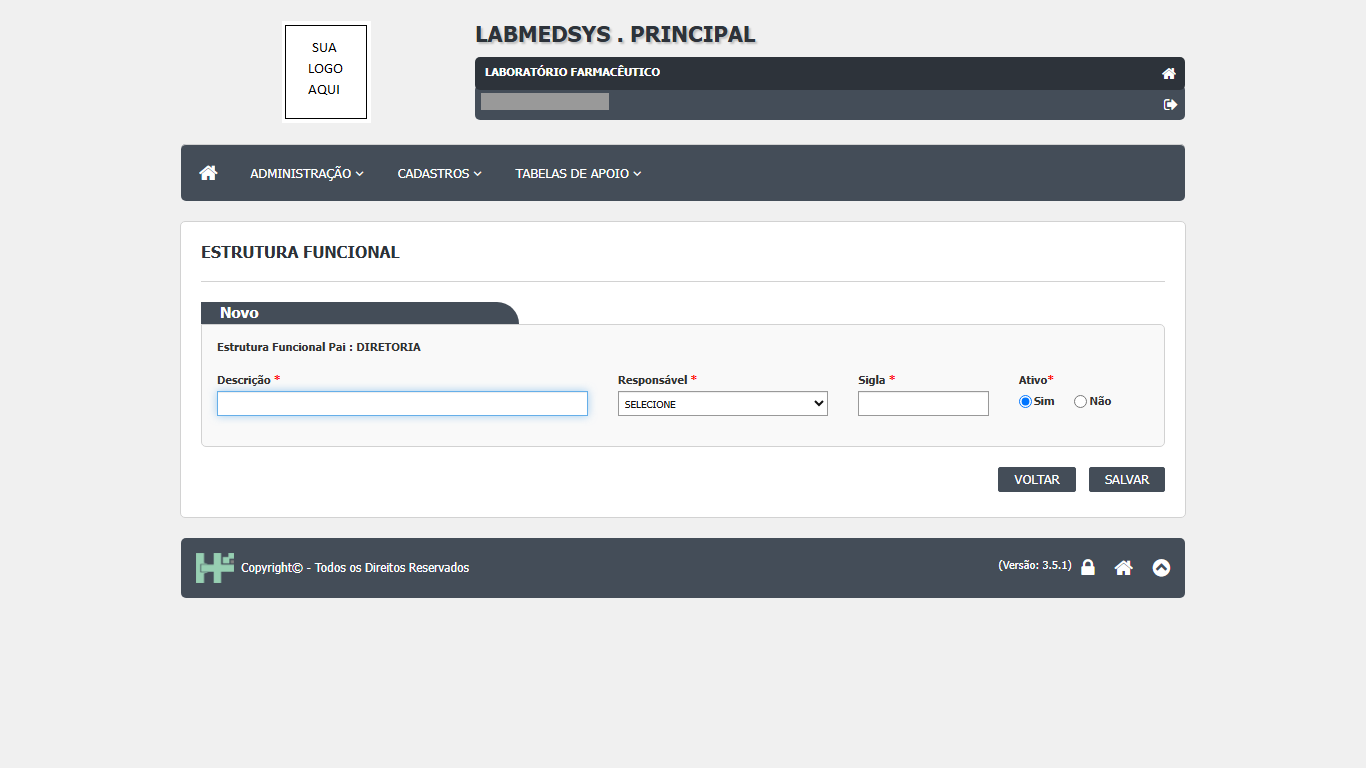 SUA
LOGO
AQUI
LABMEDSYS . PRINCIPAL
LABORATÓRIO FARMACÊUTICO
ADMINISTRAÇÃO CADASTROS TABELAS DE APOIO
ESTRUTURA FUNCIONAL
Novo
Estrutura Funcional Pai : DIRETORIA
Descrição * Responsável * Sigla * Ativo*
SELECIONE Sim Não
VOLTAR SALVAR
Copyright© - Todos os Direitos Reservados (Versão: 3.5.1)